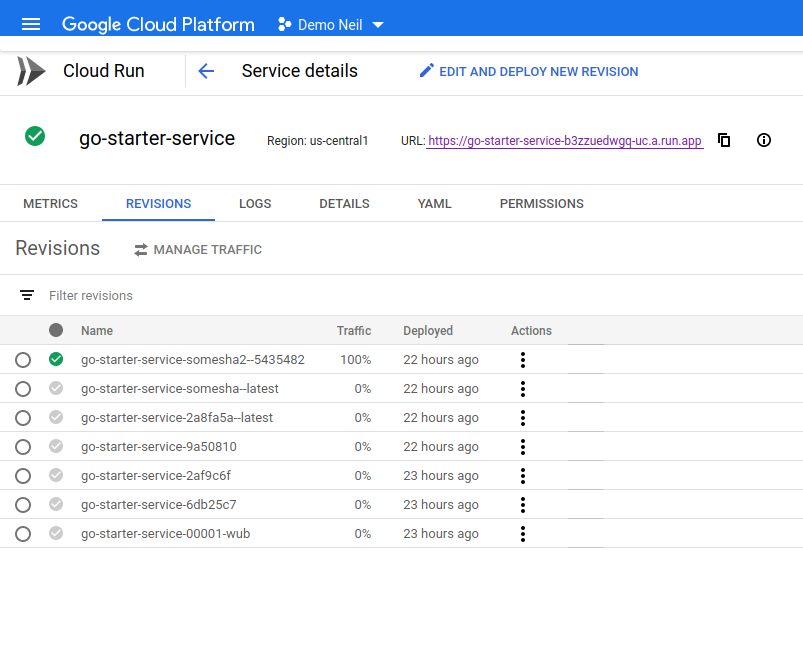 Google Cloud Platform Demo Neil
Cloud Run Service details EDIT AND DEPLOY NEW REVISION
go-starter-service Region: us-central1 URL: https://go-starter-service-b3zzuedwgq-uc.a.run.app
METRICS REVISIONS LOGS DETAILS YAML PERMISSIONS
Revisions MANAGE TRAFFIC
Filter revisions
Name Traffic Deployed Actions
go-starter-service-somesha2--5435482 100% 22 hours ago
go-starter-service-somesha--latest 0% 22 hours ago
go-starter-service-2a8fa5a--latest 0% 22 hours ago
go-starter-service-9a50810 0% 22 hours ago
go-starter-service-2af9c6f 0% 23 hours ago
go-starter-service-6db25c7 0% 23 hours ago
go-starter-service-00001-wub 0% 23 hours ago